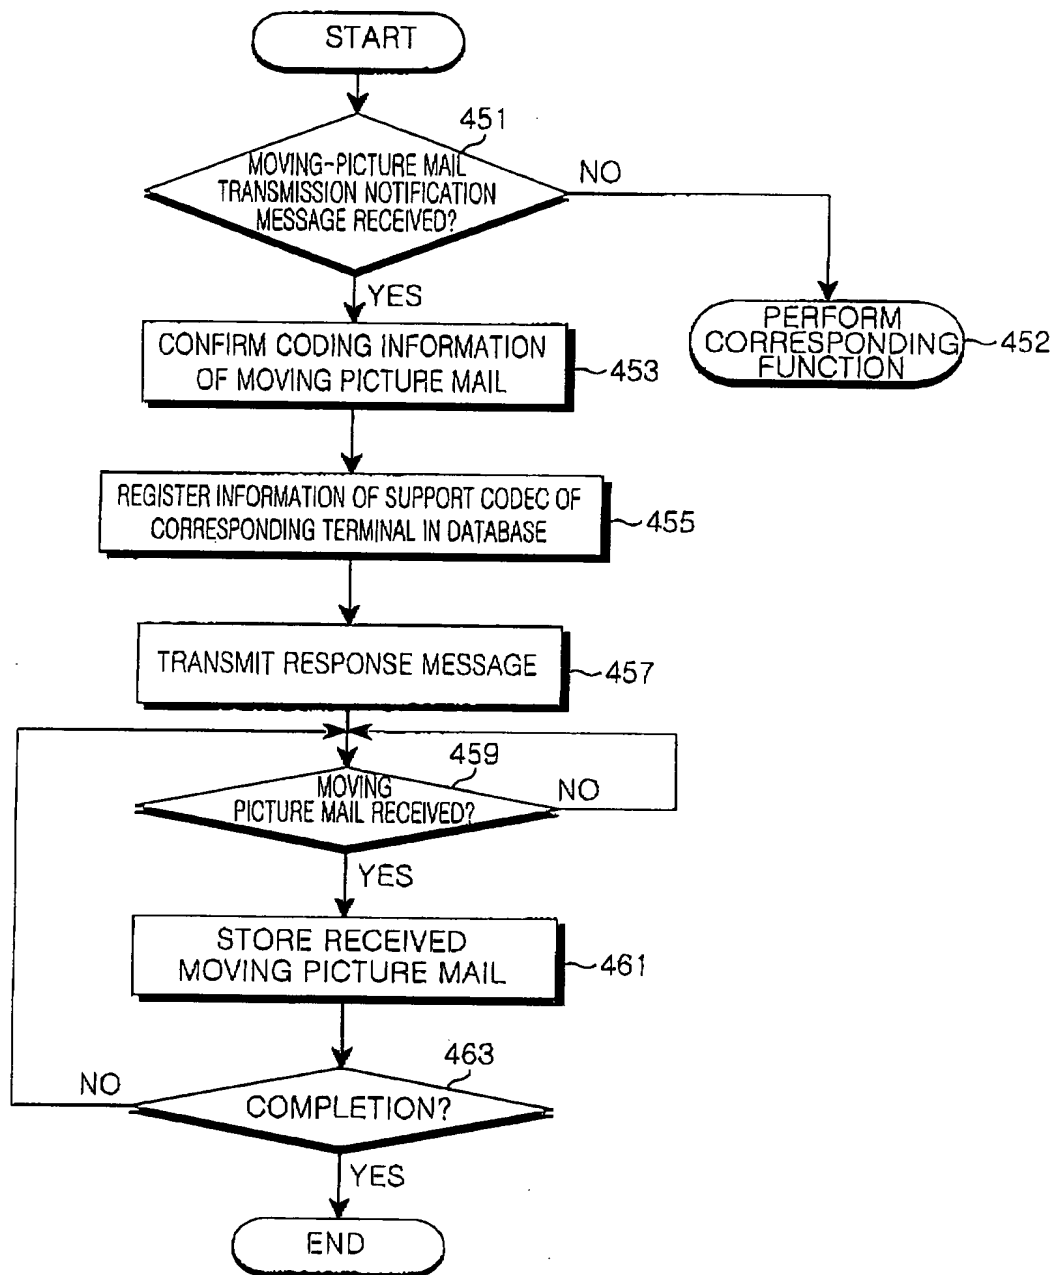 START
451
MOVING-PICTURE MAIL
TRANSMISSION NOTIFICATION
MESSAGE RECEIVED?
NO
YES
PERFORM
CORRESPONDING
FUNCTION
452
CONFIRM CODING INFORMATION
OF MOVING PICTURE MAIL
453
REGISTER INFORMATION OF SUPPORT CODEC OF
CORRESPONDING TERMINAL IN DATABASE
455
TRANSMIT RESPONSE MESSAGE
457
459
MOVING
PICTURE MAIL RECEIVED?
NO
YES
STORE RECEIVED
MOVING PICTURE MAIL
461
463
NO
COMPLETION?
YES
END